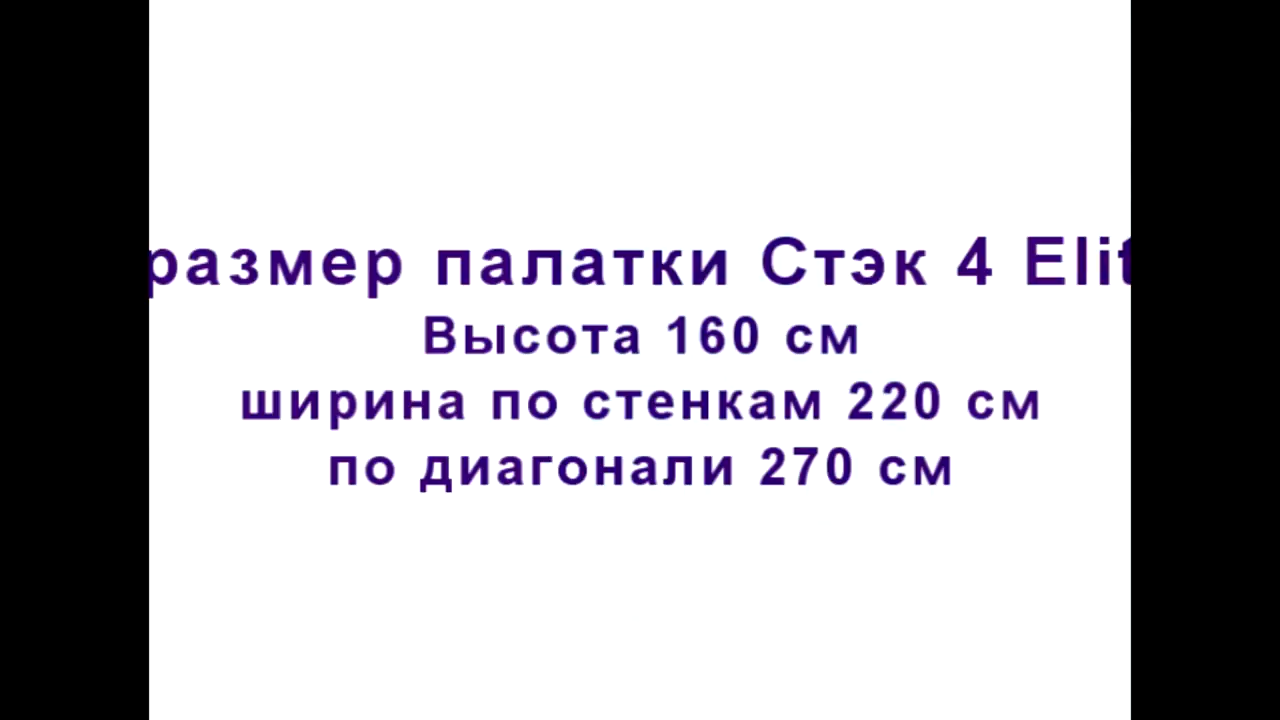 размер палатки Стэк 4 Elit
Высота 160 см
ширина по стенкам 220 см
по диагонали 270 см